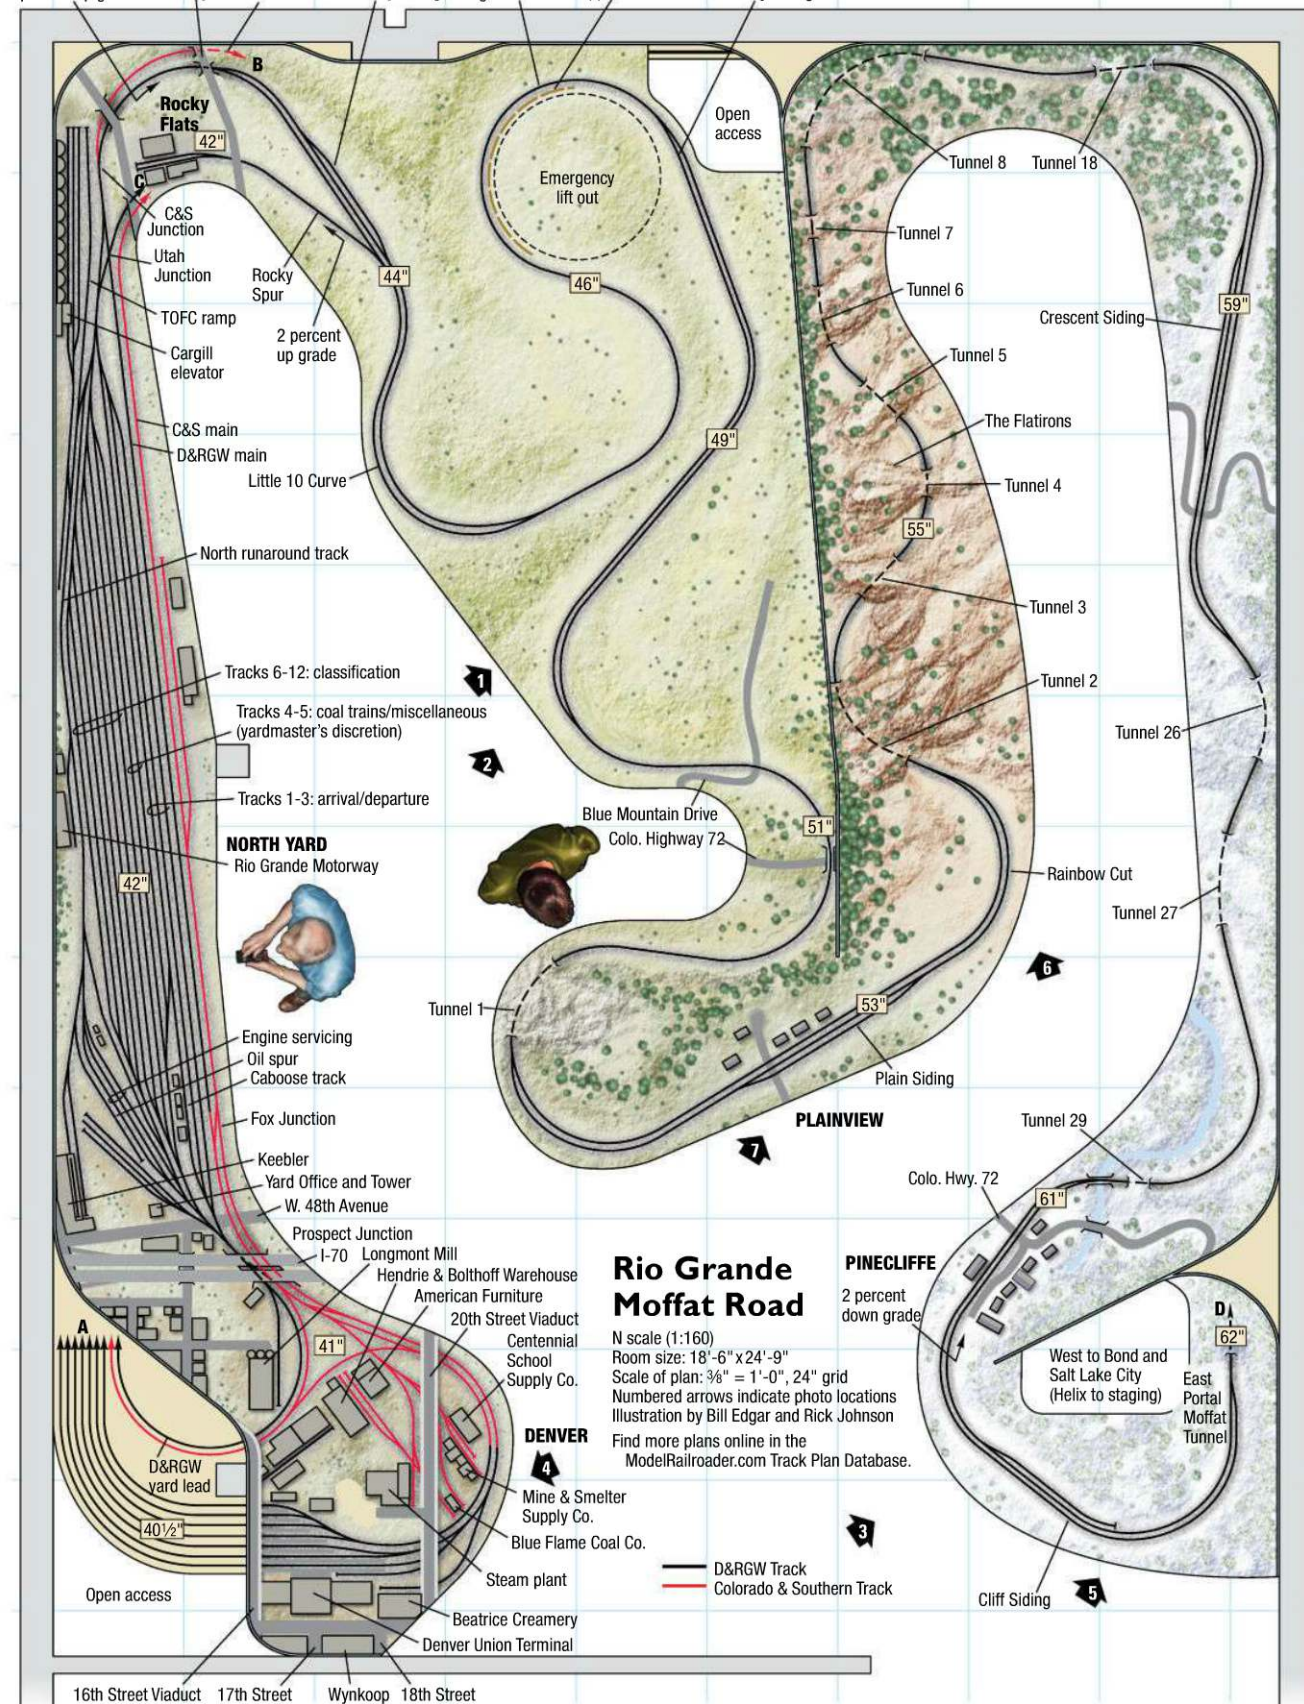 B
Rocky
Flats
42"
C
C&S
Junction
Utah
Junction
Rocky
Spur
TOFC ramp
2 percent
up grade
Cargill
elevator
C&S main
D&RGW main
Little 10 Curve
44"
46"
Emergency
lift out
Open
access
49"
Tunnel 8
Tunnel 18
Tunnel 7
Tunnel 6
Crescent Siding
59"
Tunnel 5
The Flatirons
Tunnel 4
55"
Tunnel 3
Tunnel 2
Tunnel 26
North runaround track
Tracks 6-12: classification
1
Tracks 4-5: coal trains/miscellaneous
(yardmaster's discretion)
2
Tracks 1-3: arrival/departure
NORTH YARD
Rio Grande Motorway
42"
Blue Mountain Drive
Colo. Highway 72
51"
Rainbow Cut
Tunnel 27
6
Tunnel 1
53"
Plain Siding
PLAINVIEW
7
Engine servicing
Oil spur
Caboose track
Fox Junction
Keebler
Yard Office and Tower
W. 48th Avenue
Prospect Junction
I-70
Longmont Mill
Hendrie & Bolthoff Warehouse
American Furniture
20th Street Viaduct
Centennial
School
Supply Co.
41"
A
D&RGW
yard lead
40½"
Open access
DENVER
4
Mine & Smelter
Supply Co.
Blue Flame Coal Co.
Steam plant
Beatrice Creamery
Denver Union Terminal
16th Street Viaduct
17th Street
Wynkoop
18th Street
Rio Grande
Moffat Road
N scale (1:160)
Room size: 18'-6" x 24'-9"
Scale of plan: ⅜" = 1'-0", 24" grid
Numbered arrows indicate photo locations
Illustration by Bill Edgar and Rick Johnson
Find more plans online in the
ModelRailroader.com Track Plan Database.
D&RGW Track
Colorado & Southern Track
Tunnel 29
Colo. Hwy. 72
61"
PINECLIFFE
2 percent
down grade
D
62"
West to Bond and
Salt Lake City
(Helix to staging)
East
Portal
Moffat
Tunnel
3
Cliff Siding
5